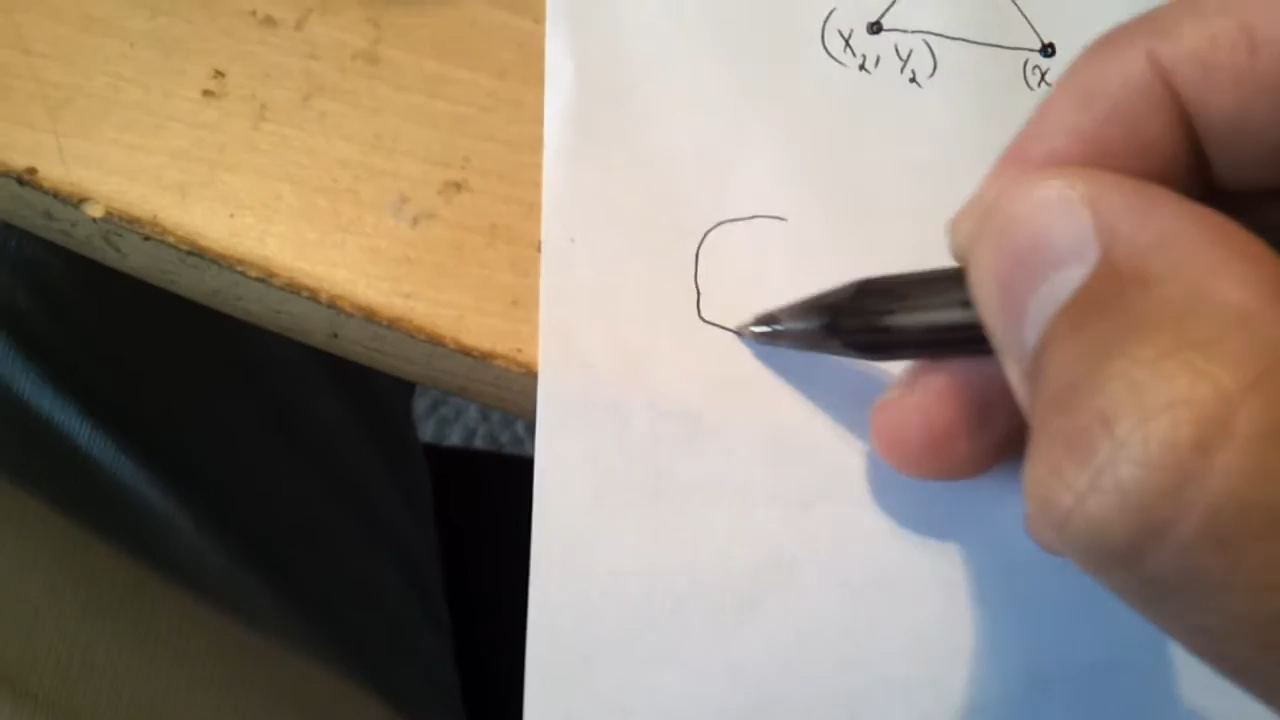 (x₂, y₂) (x